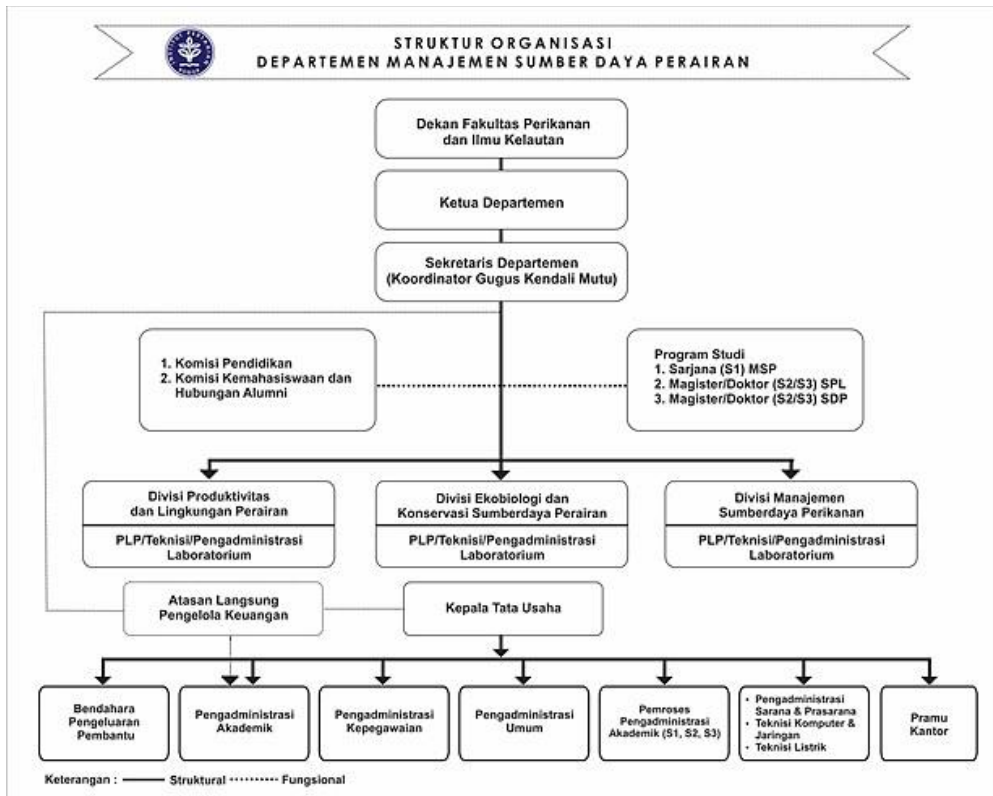 STRUKTUR ORGANISASI
DEPARTEMEN MANAJEMEN SUMBER DAYA PERAIRAN
INSTITUT PERTANIAN
BOGOR
Dekan Fakultas Perikanan
dan Ilmu Kelautan
Ketua Departemen
Sekretaris Departemen
(Koordinator Gugus Kendali Mutu)
1. Komisi Pendidikan
2. Komisi Kemahasiswaan dan
Hubungan Alumni
Program Studi
1. Sarjana (S1) MSP
2. Magister/Doktor (S2/S3) SPL
3. Magister/Doktor (S2/S3) SDP
Divisi Produktivitas
dan Lingkungan Perairan
PLP/Teknisi/Pengadministrasi
Laboratorium
Divisi Ekobiologi dan
Konservasi Sumberdaya Perairan
PLP/Teknisi/Pengadministrasi
Laboratorium
Divisi Manajemen
Sumberdaya Perikanan
PLP/Teknisi/Pengadministrasi
Laboratorium
Atasan Langsung
Pengelola Keuangan
Kepala Tata Usaha
Bendahara
Pengeluaran
Pembantu
Pengadministrasi
Akademik
Pengadministrasi
Kepegawaian
Pengadministrasi
Umum
Pemroses
Pengadministrasi
Akademik (S1, S2, S3)
• Pengadministrasi
Sarana & Prasarana
• Teknisi Komputer &
Jaringan
• Teknisi Listrik
Pramu
Kantor
Keterangan : Struktural Fungsional